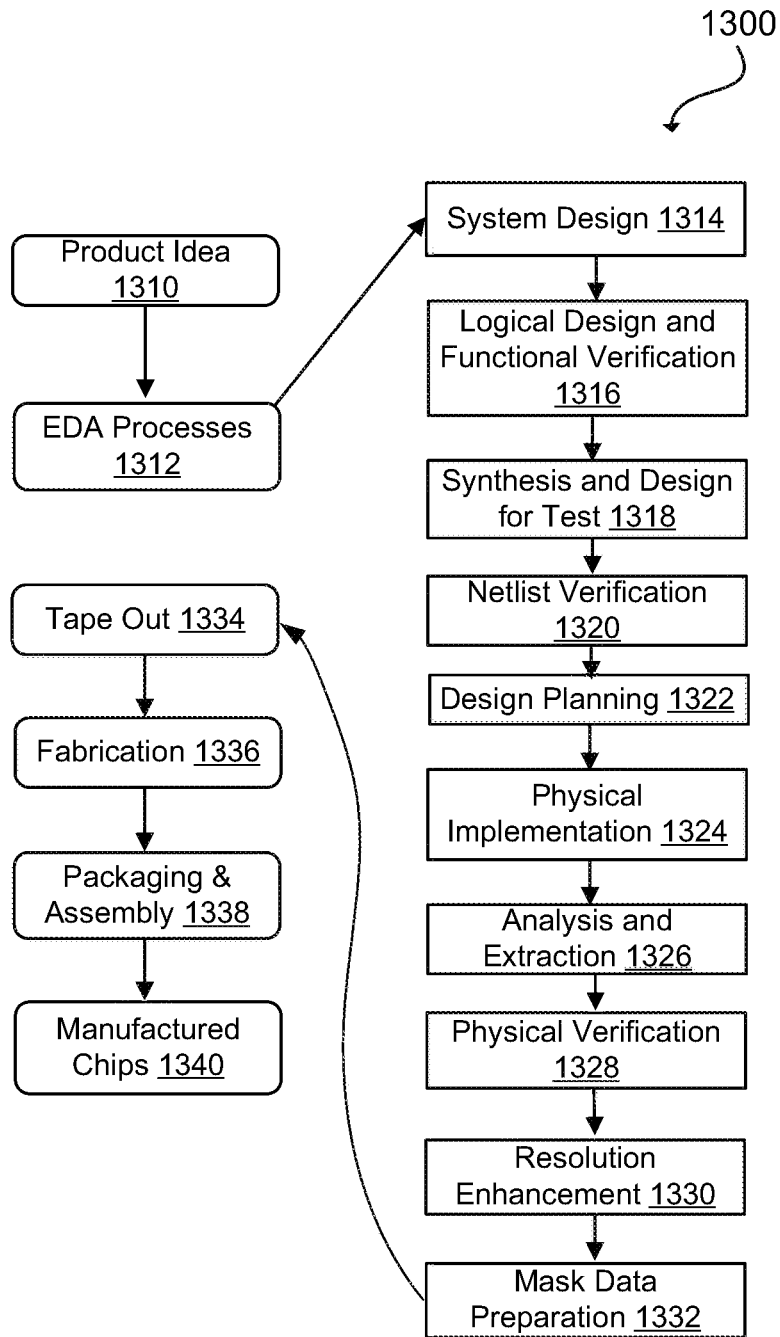 1300
Product Idea
1310
EDA Processes
1312
System Design 1314
Logical Design and
Functional Verification
1316
Synthesis and Design
for Test 1318
Netlist Verification
1320
Design Planning 1322
Physical
Implementation 1324
Analysis and
Extraction 1326
Physical Verification
1328
Resolution
Enhancement 1330
Mask Data
Preparation 1332
Tape Out 1334
Fabrication 1336
Packaging &
Assembly 1338
Manufactured
Chips 1340